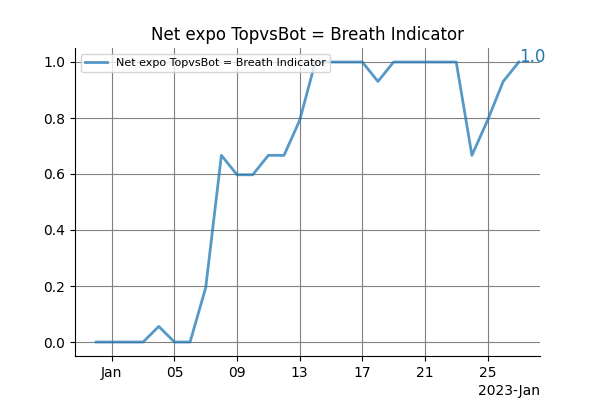 Net expo TopvsBot = Breath Indicator
1.0
Net expo TopvsBot = Breath Indicator
1.0
0.8
0.6
0.4
0.2
0.0
Jan 05 09 13 17 21 25
2023-Jan